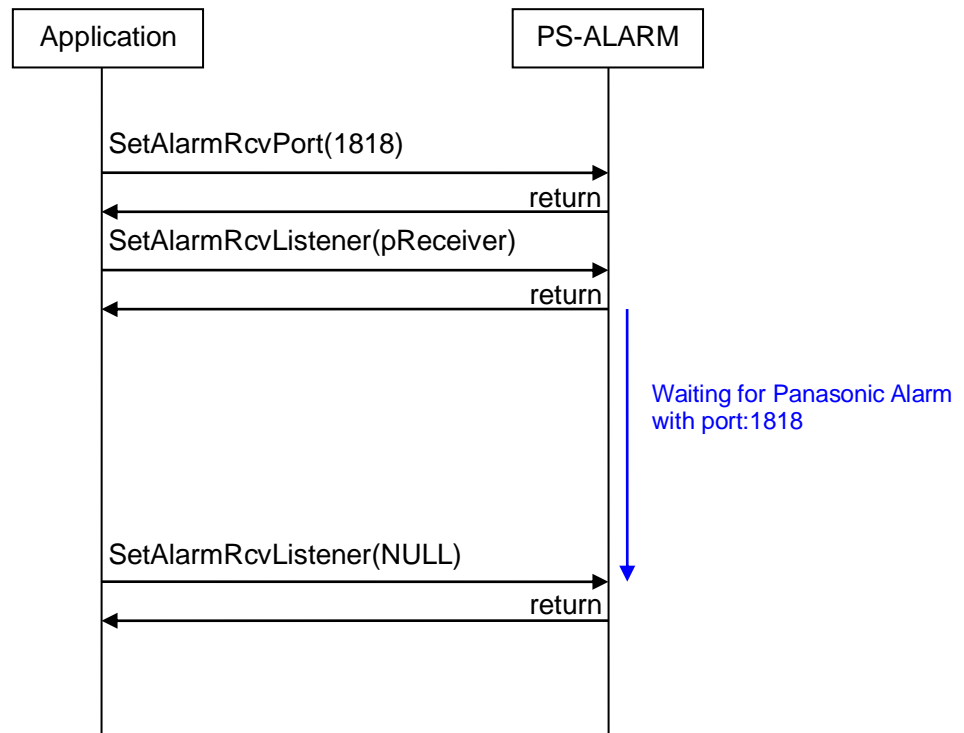 Application
PS-ALARM
SetAlarmRcvPort(1818)
return
SetAlarmRcvListener(pReceiver)
return
Waiting for Panasonic Alarm
with port:1818
SetAlarmRcvListener(NULL)
return